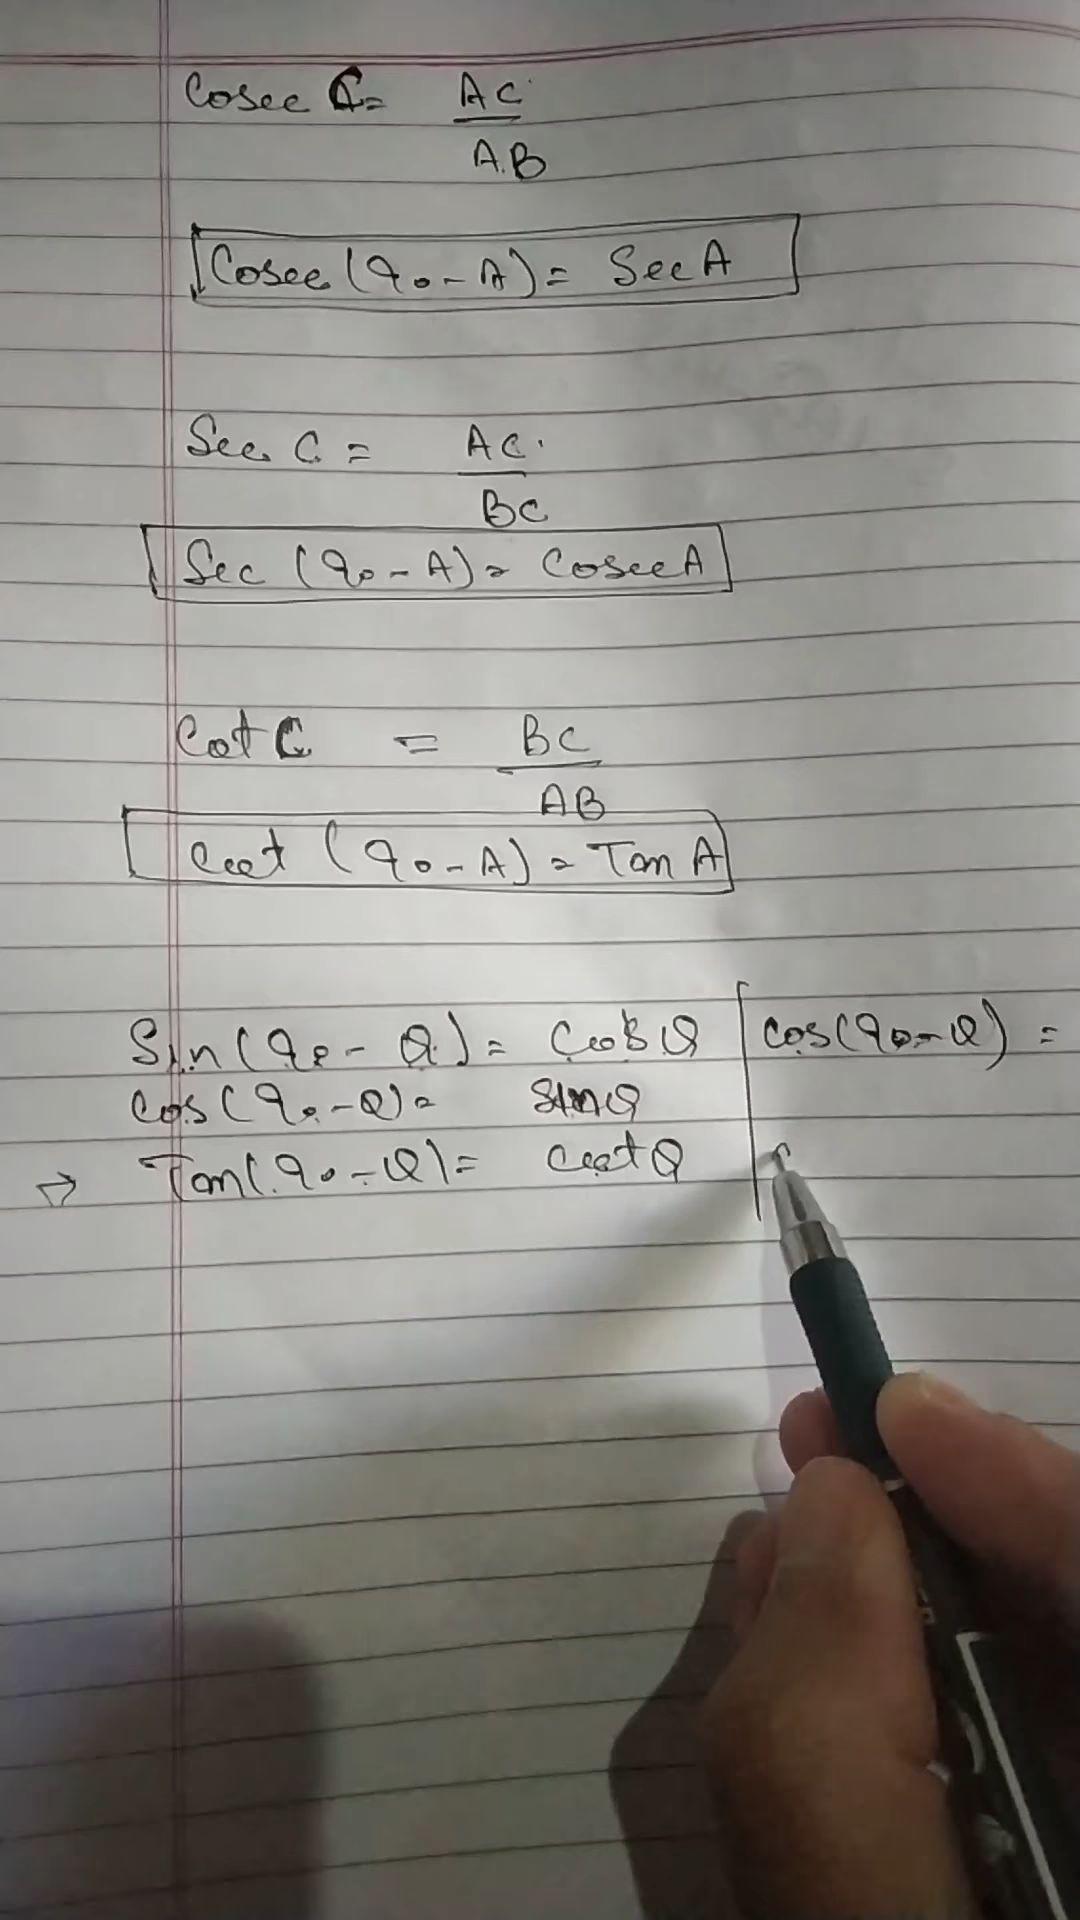 Cosec C = AC
AB
Cosec (90 - A) = Sec A
Sec C = AC
BC
Sec (90 - A) = Cosec A
Cot C = BC
AB
Cot (90 - A) = Tan A
Sin (90 - Q) = Cos Q
Cos (90 - Q) = Sin Q
⇒ Tan (90 - Q) = Cot Q
Cos (90 - Q) =